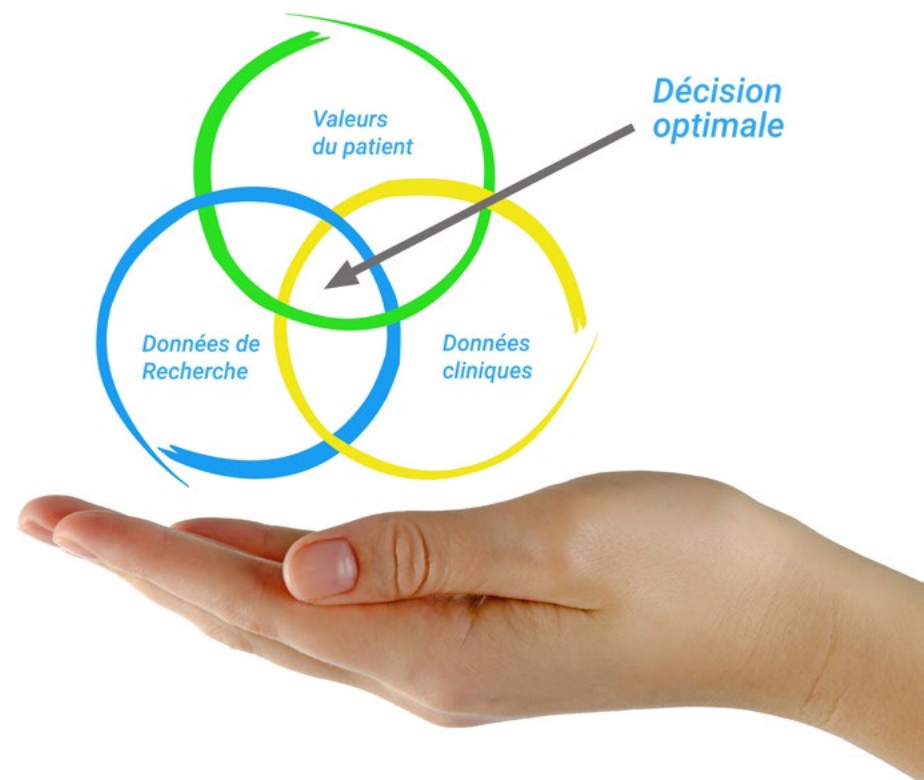 Valeurs
du patient
Décision
optimale
Données de
Recherche
Données
cliniques